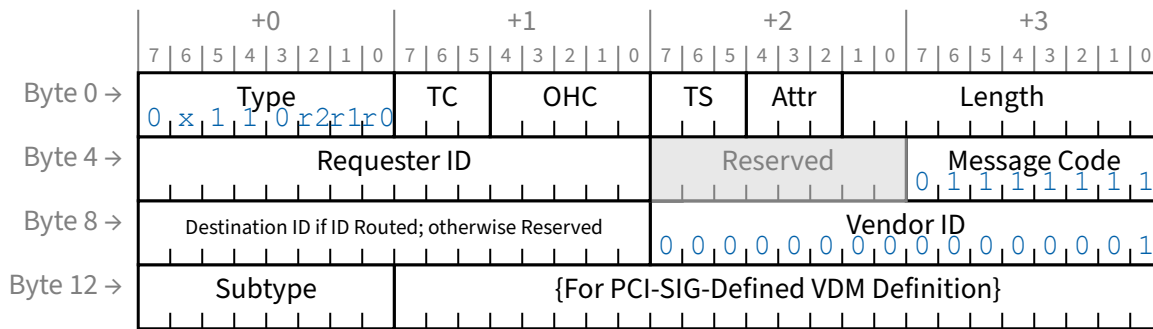 +0 +1 +2 +3
7 6 5 4 3 2 1 0 7 6 5 4 3 2 1 0 7 6 5 4 3 2 1 0 7 6 5 4 3 2 1 0
Byte 0 → Type TC OHC TS Attr Length
0 x 1 1 0 r2 r1 r0
Byte 4 → Requester ID Reserved Message Code
0 1 1 1 1 1 1 1
Byte 8 → Destination ID if ID Routed; otherwise Reserved Vendor ID
0 0 0 0 0 0 0 0 0 0 0 0 0 0 0 1
Byte 12 → Subtype {For PCI-SIG-Defined VDM Definition}